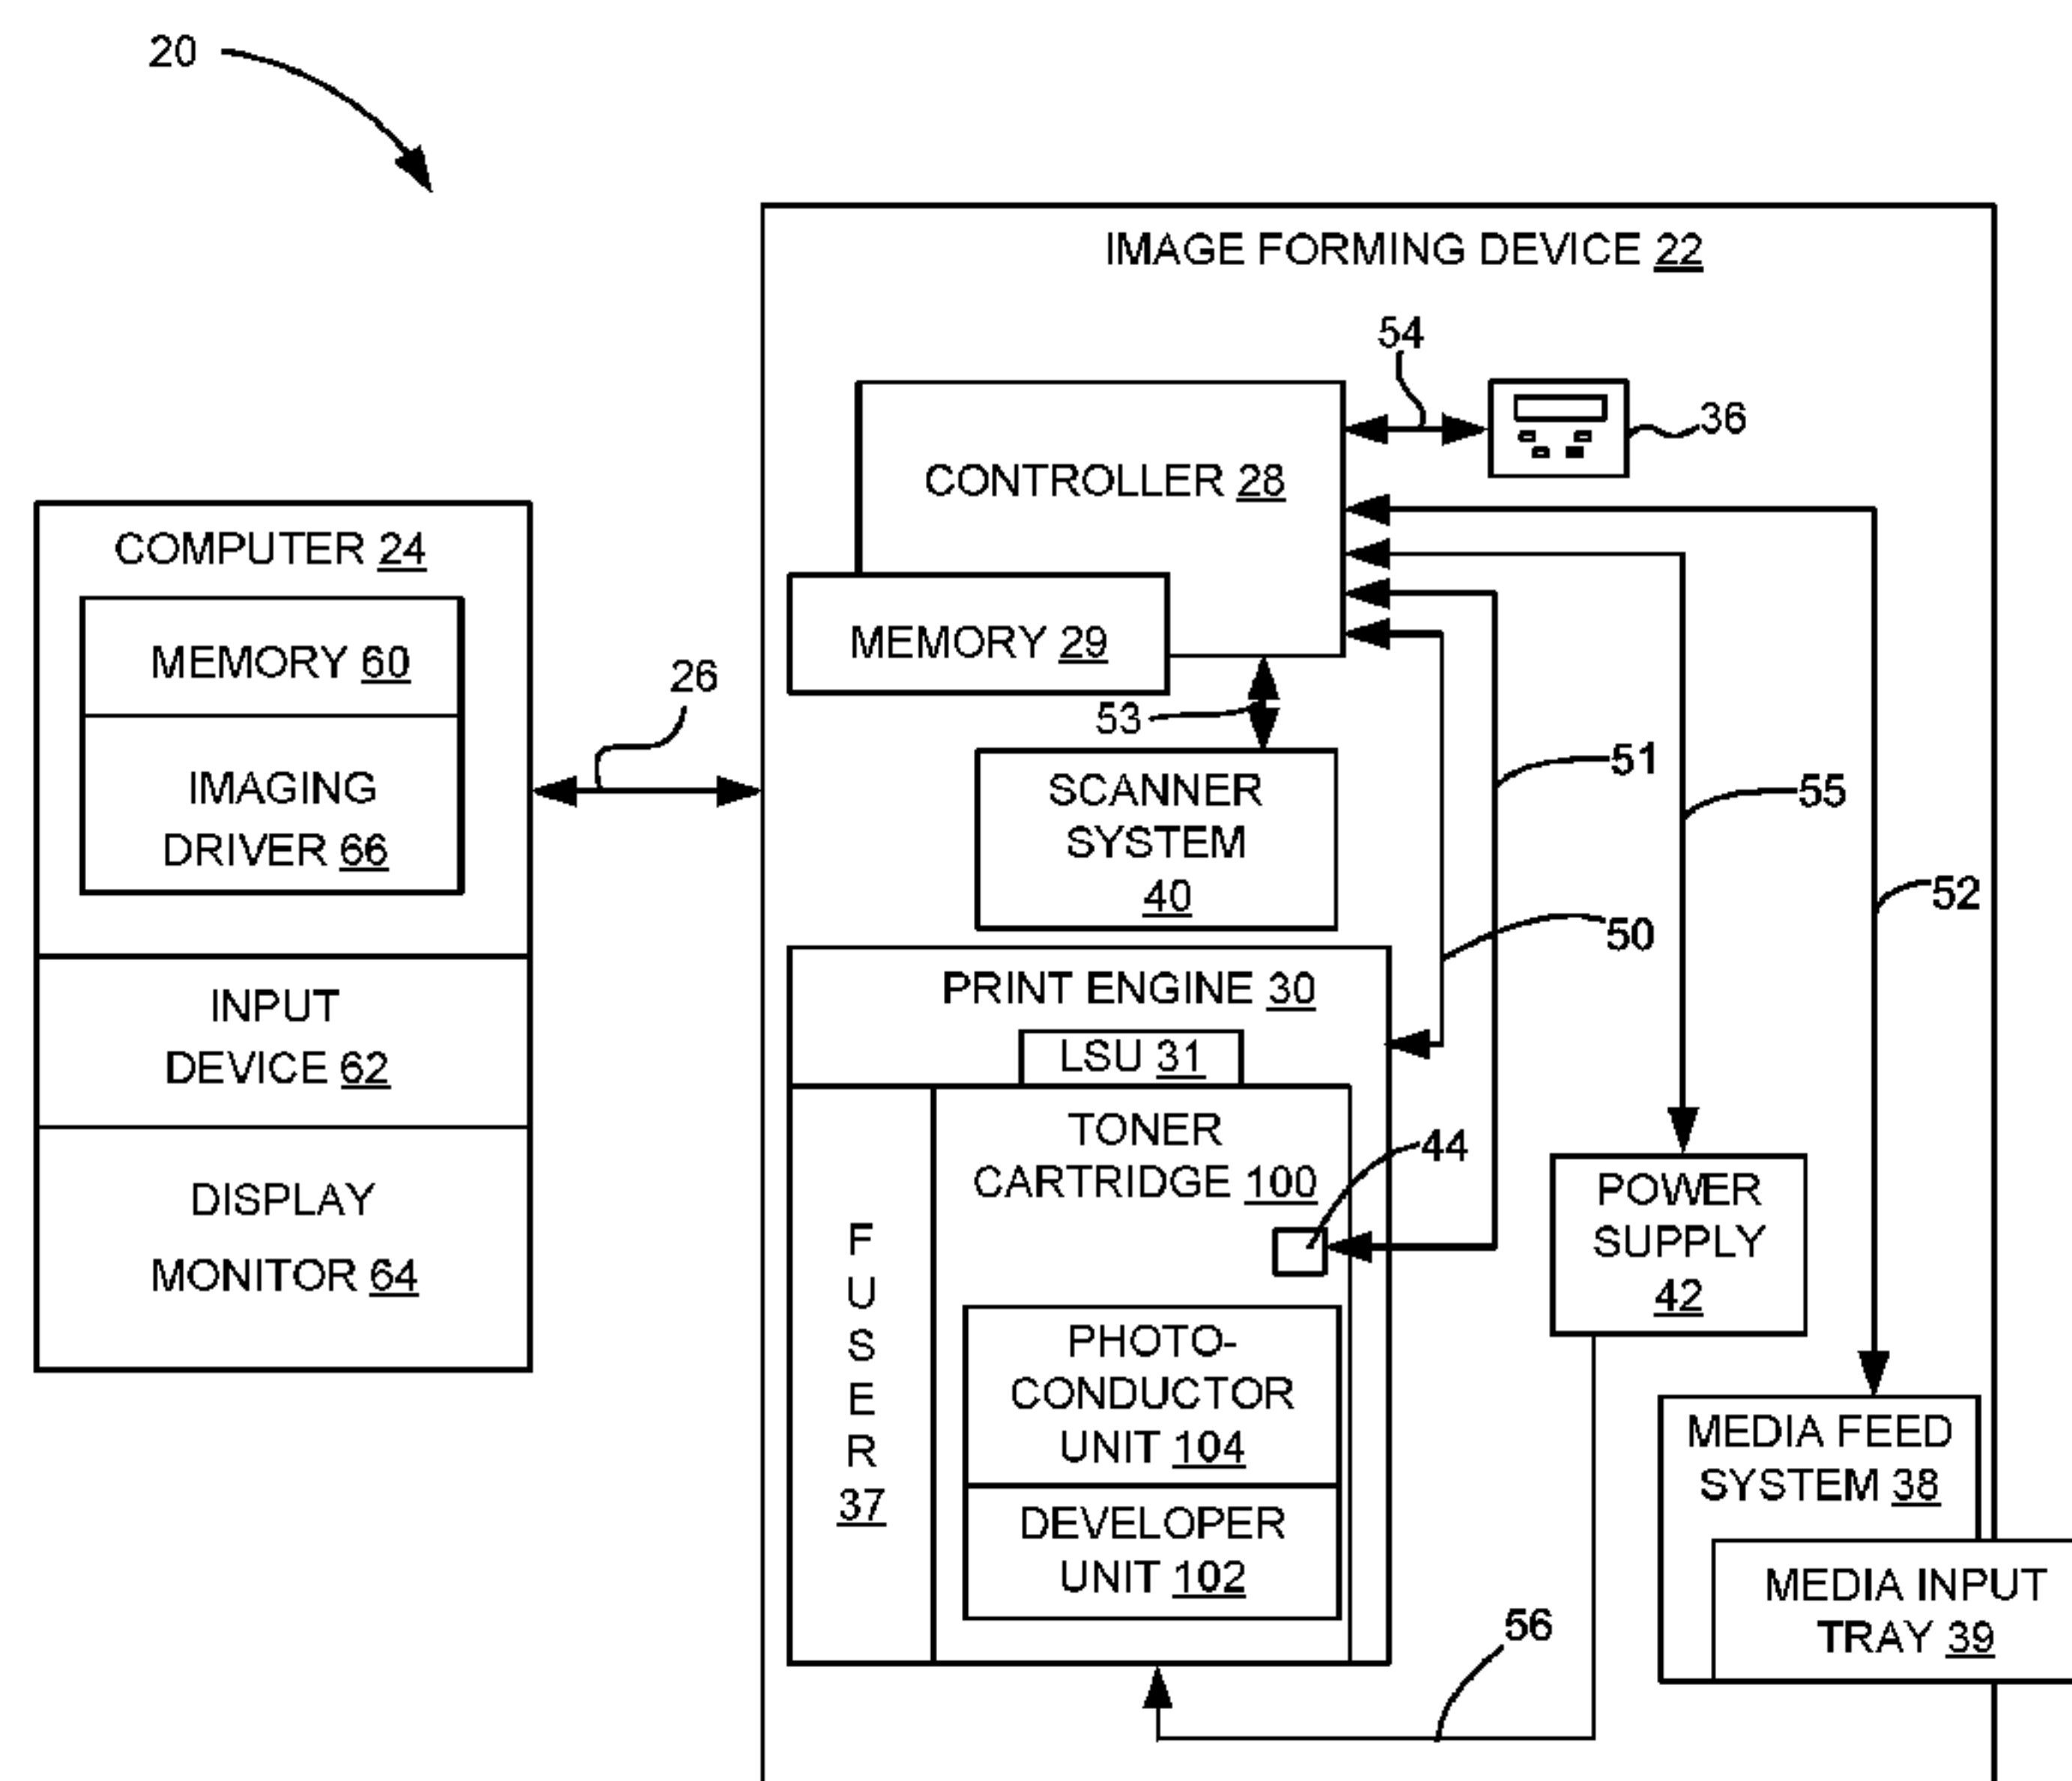 20
IMAGE FORMING DEVICE 22
54
36
CONTROLLER 28
MEMORY 29
53
COMPUTER 24
MEMORY 60
IMAGING
DRIVER 66
INPUT
DEVICE 62
DISPLAY
MONITOR 64
26
SCANNER
SYSTEM
40
51
55
52
50
PRINT ENGINE 30
LSU 31
TONER
CARTRIDGE 100
44
F
U
S
E
R
37
PHOTO-
CONDUCTOR
UNIT 104
DEVELOPER
UNIT 102
POWER
SUPPLY
42
MEDIA FEED
SYSTEM 38
MEDIA INPUT
TRAY 39
56